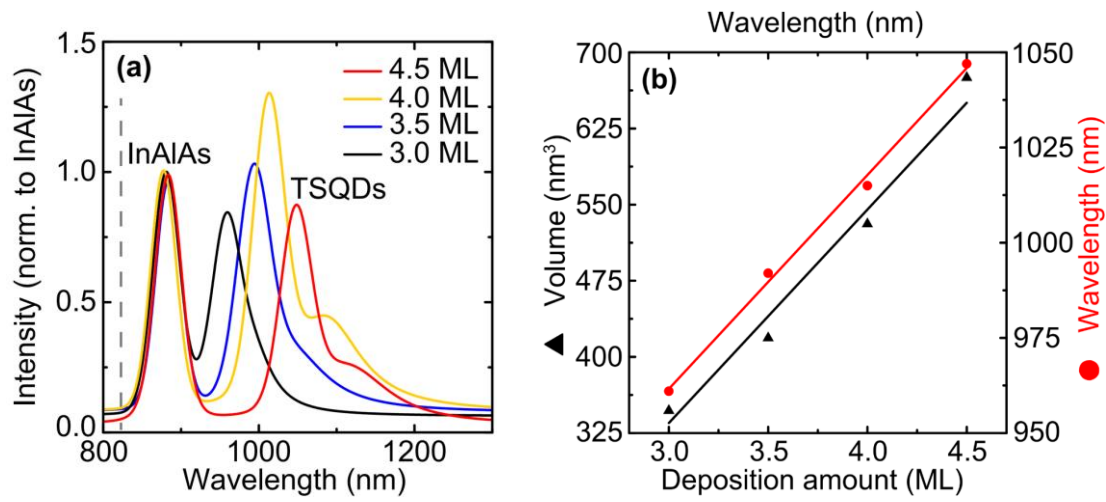 (a)
4.5 ML
4.0 ML
3.5 ML
3.0 ML
InAlAs
TSQDs
1.5
1.0
0.5
0.0
Intensity (norm. to InAlAs)
800 900 1000 1100 1200
Wavelength (nm)
Wavelength (nm)
(b)
700
625
550
475
400
325
Volume (nm³)
1050
1025
1000
975
950
Wavelength (nm)
3.0 3.5 4.0 4.5
Deposition amount (ML)